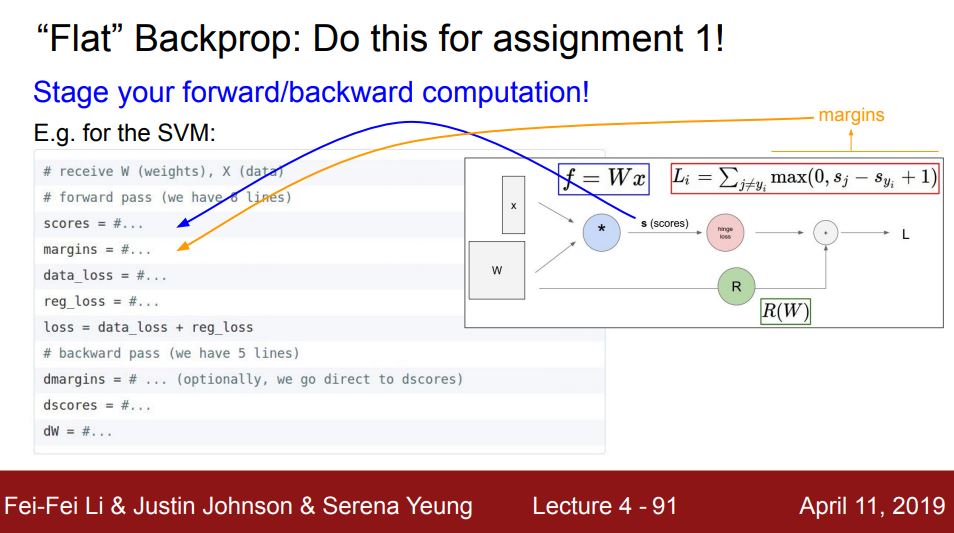 “Flat” Backprop: Do this for assignment 1!
Stage your forward/backward computation!
E.g. for the SVM:
margins
# receive W (weights), X (data)
# forward pass (we have 8 lines)
scores = #...
margins = #...
data_loss = #...
reg_loss = #...
loss = data_loss + reg_loss
# backward pass (we have 5 lines)
dmargins = # ... (optionally, we go direct to dscores)
dscores = #...
dW = #...
f = Wx
L_i = ∑_{j≠y_i} max(0, s_j − s_{y_i} + 1)
x
W
*
s (scores)
hinge
loss
+
L
R
R(W)
Fei-Fei Li & Justin Johnson & Serena Yeung
Lecture 4 - 91
April 11, 2019